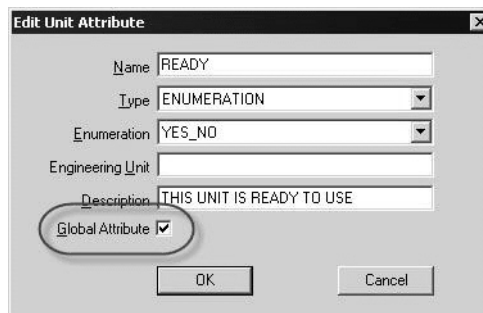 Edit Unit Attribute
Name READY
Type ENUMERATION
Enumeration YES_NO
Engineering Unit
Description THIS UNIT IS READY TO USE
Global Attribute
OK Cancel